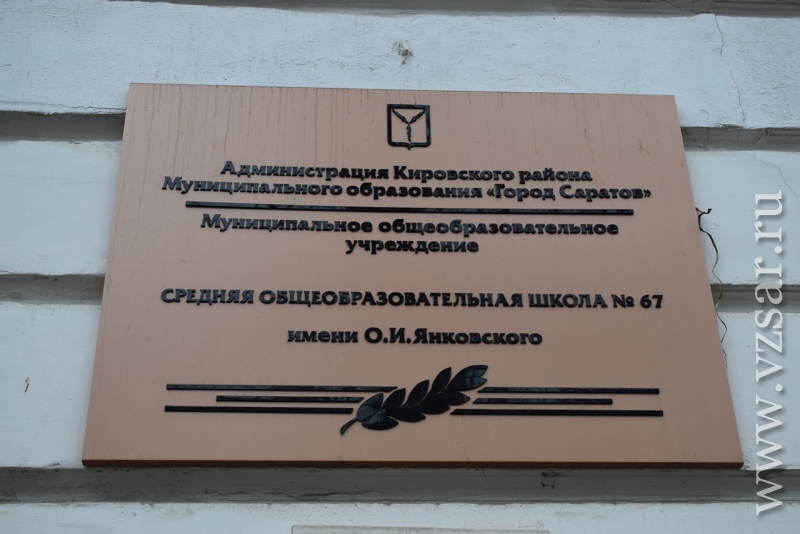 Администрация Кировского района
Муниципального образования «Город Саратов»
Муниципальное общеобразовательное
учреждение
СРЕДНЯЯ ОБЩЕОБРАЗОВАТЕЛЬНАЯ ШКОЛА № 67
имени О.И.Янковского
www.vzsar.ru